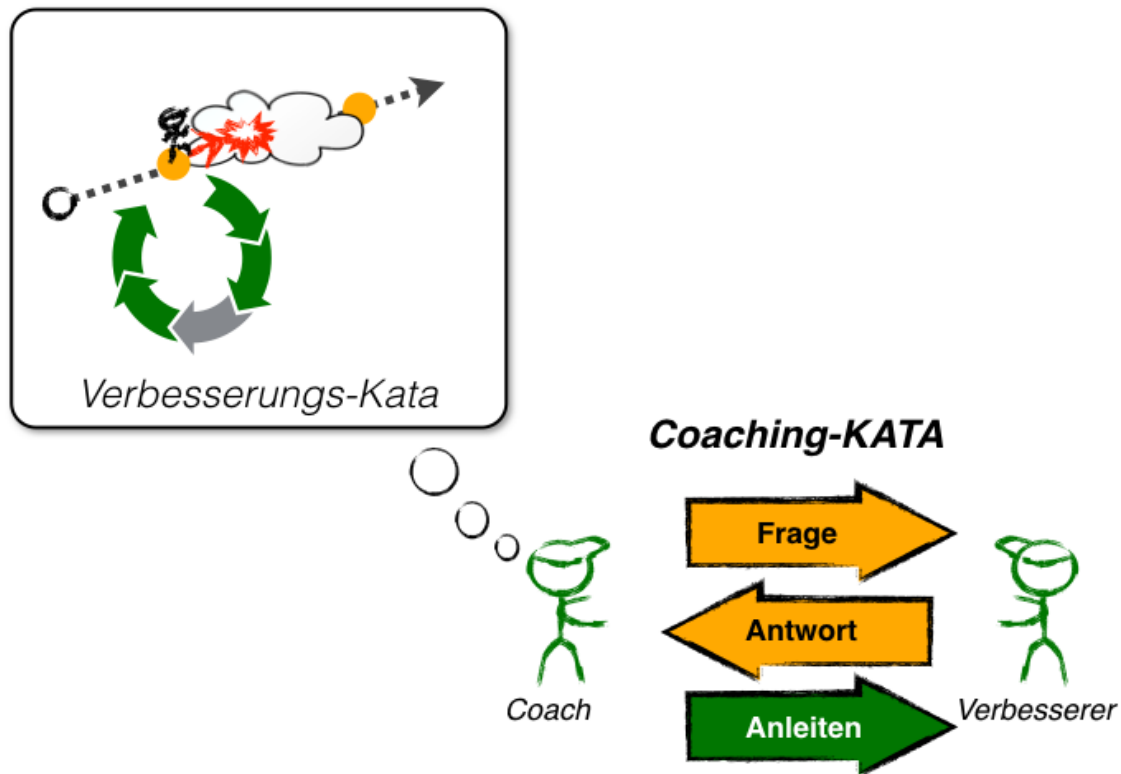 Verbesserungs-Kata
Coaching-KATA
Frage
Antwort
Anleiten
Coach
Verbesserer